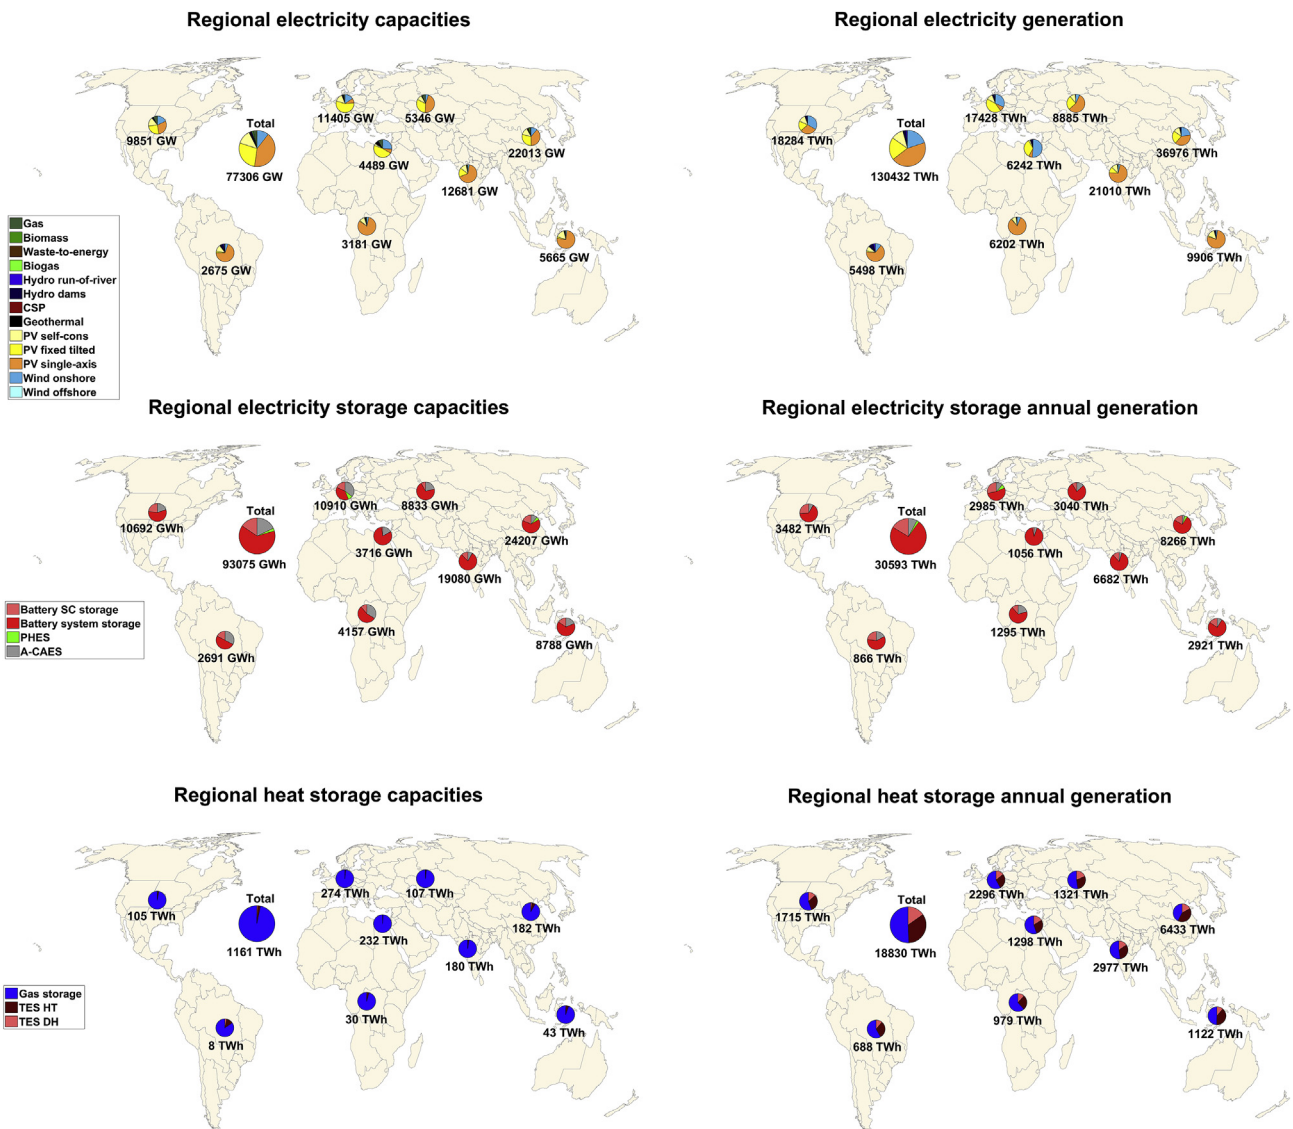 Regional electricity capacities
9851 GW
Total
77306 GW
11405 GW
5346 GW
4489 GW
22013 GW
12681 GW
3181 GW
5665 GW
2675 GW
Gas
Biomass
Waste-to-energy
Biogas
Hydro run-of-river
Hydro dams
CSP
Geothermal
PV self-cons
PV fixed tilted
PV single-axis
Wind onshore
Wind offshore
Regional electricity generation
18284 TWh
Total
130432 TWh
17428 TWh
8885 TWh
6242 TWh
36976 TWh
21010 TWh
6202 TWh
9906 TWh
5498 TWh
Regional electricity storage capacities
10692 GWh
Total
93075 GWh
10910 GWh
8833 GWh
3716 GWh
24207 GWh
19080 GWh
4157 GWh
8788 GWh
2691 GWh
Battery SC storage
Battery system storage
PHES
A-CAES
Regional electricity storage annual generation
3482 TWh
Total
30593 TWh
2985 TWh
3040 TWh
1056 TWh
8266 TWh
6682 TWh
1295 TWh
2921 TWh
866 TWh
Regional heat storage capacities
105 TWh
Total
1161 TWh
274 TWh
107 TWh
232 TWh
182 TWh
180 TWh
30 TWh
43 TWh
8 TWh
Gas storage
TES HT
TES DH
Regional heat storage annual generation
1715 TWh
Total
18830 TWh
2296 TWh
1321 TWh
1298 TWh
6433 TWh
2977 TWh
979 TWh
1122 TWh
688 TWh